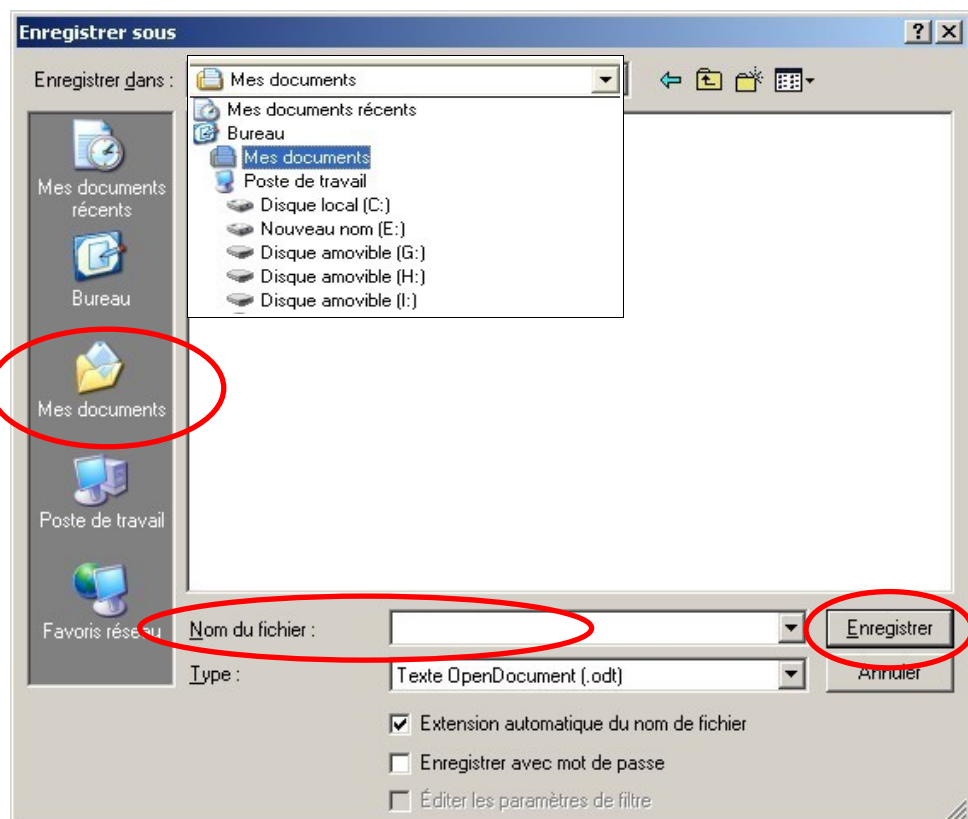 Enregistrer sous
Enregistrer dans :
Mes documents
Mes documents récents
Bureau
Mes documents
Poste de travail
Disque local (C:)
Nouveau nom (E:)
Disque amovible (G:)
Disque amovible (H:)
Disque amovible (I:)
Mes documents
récents
Bureau
Mes documents
Poste de travail
Favoris réseau
Nom du fichier :
Enregistrer
Type :
Texte OpenDocument (.odt)
Annuler
Extension automatique du nom de fichier
Enregistrer avec mot de passe
Éditer les paramètres de filtre